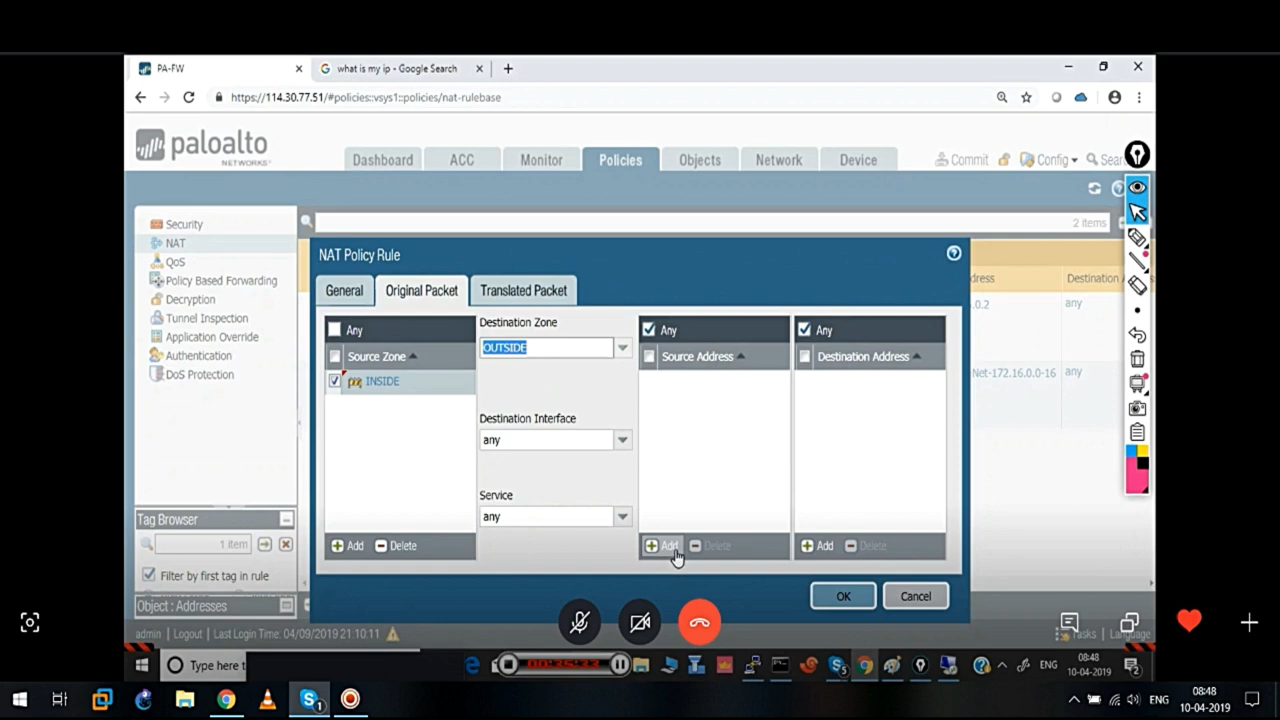 PA-FW
what is my ip - Google Search
https://114.30.77.51/#policies::vsys1::policies/nat-rulebase
paloalto
NETWORKS
Dashboard ACC Monitor Policies Objects Network Device
Commit Config
2 items
Security
NAT
QoS
Policy Based Forwarding
Decryption
Tunnel Inspection
Application Override
Authentication
DoS Protection
NAT Policy Rule
General Original Packet Translated Packet
Any
Source Zone
INSIDE
Add Delete
Destination Zone
OUTSIDE
Destination Interface
any
Service
any
Any
Source Address
Add Delete
Any
Destination Address
Add Delete
OK Cancel
Destination
.0.2 any
Net-172.16.0.0-16 any
Tag Browser
1 item
Filter by first tag in rule
Object : Addresses
admin | Logout | Last Login Time: 04/09/2019 21:10:11
Tasks | Language
Type here t
ENG
08:48
10-04-2019
2
1
ENG
08:48
10-04-2019